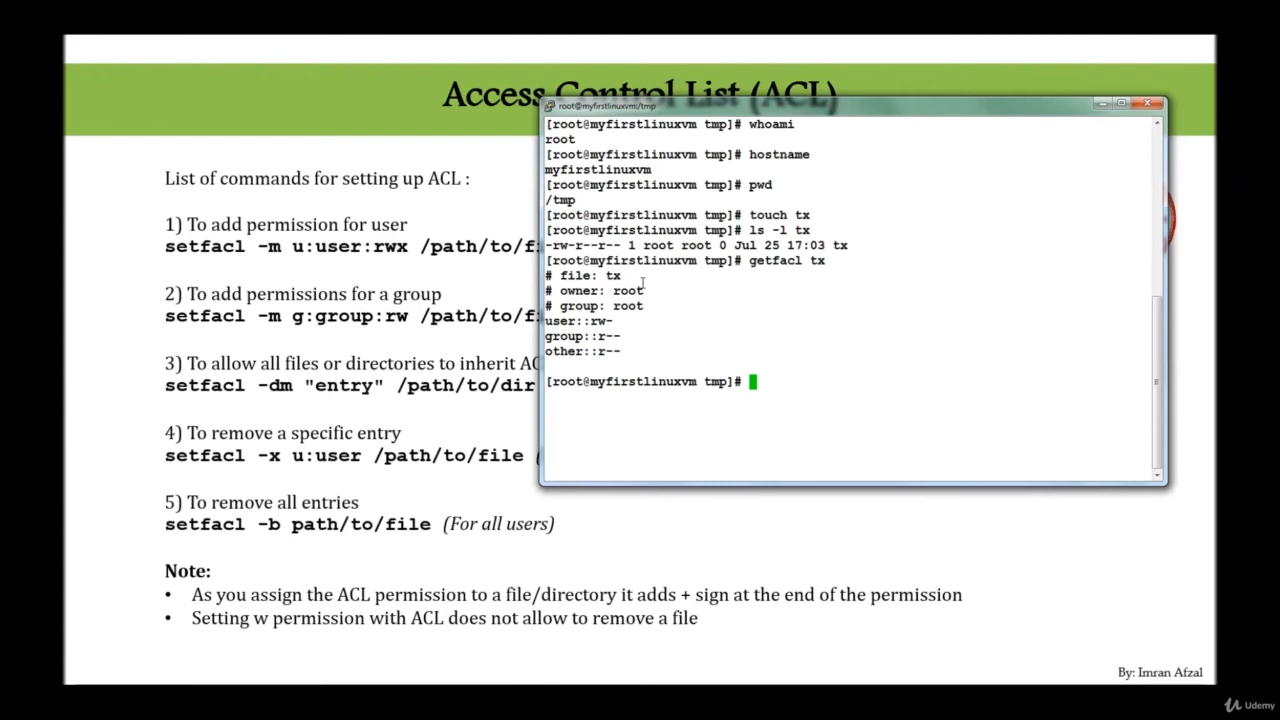 Access Control List (ACL)
root@myfirstlinuxvm:/tmp
[root@myfirstlinuxvm tmp]# whoami
root
[root@myfirstlinuxvm tmp]# hostname
myfirstlinuxvm
[root@myfirstlinuxvm tmp]# pwd
/tmp
[root@myfirstlinuxvm tmp]# touch tx
[root@myfirstlinuxvm tmp]# ls -l tx
-rw-r--r-- 1 root root 0 Jul 25 17:03 tx
[root@myfirstlinuxvm tmp]# getfacl tx
# file: tx
# owner: root
# group: root
user::rw-
group::r--
other::r--
[root@myfirstlinuxvm tmp]#
List of commands for setting up ACL :
1) To add permission for user
setfacl -m u:user:rwx /path/to/fi
2) To add permissions for a group
setfacl -m g:group:rw /path/to/fi
3) To allow all files or directories to inherit AC
setfacl -dm "entry" /path/to/dir
4) To remove a specific entry
setfacl -x u:user /path/to/file (
5) To remove all entries
setfacl -b path/to/file (For all users)
Note:
• As you assign the ACL permission to a file/directory it adds + sign at the end of the permission
• Setting w permission with ACL does not allow to remove a file
By: Imran Afzal
Udemy